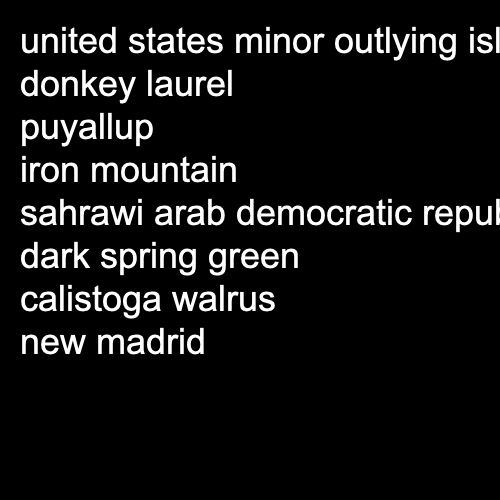 united states minor outlying isl
donkey laurel
puyallup
iron mountain
sahrawi arab democratic repub
dark spring green
calistoga walrus
new madrid